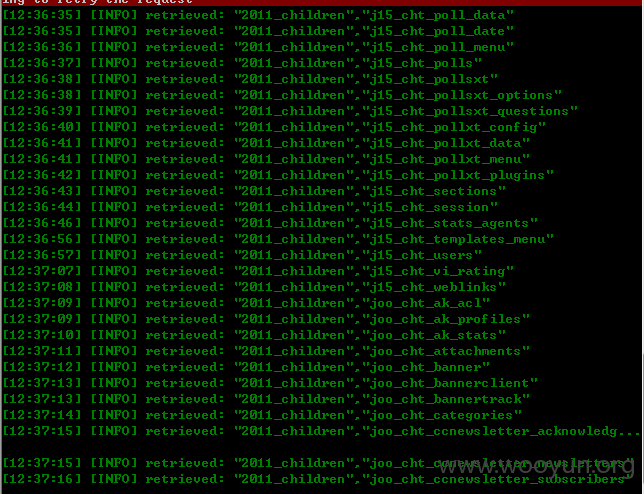 ing to retry the request
[12:36:35] [INFO] retrieved: "2011_children","j15_cht_poll_data"
[12:36:35] [INFO] retrieved: "2011_children","j15_cht_poll_date"
[12:36:36] [INFO] retrieved: "2011_children","j15_cht_poll_menu"
[12:36:37] [INFO] retrieved: "2011_children","j15_cht_polls"
[12:36:38] [INFO] retrieved: "2011_children","j15_cht_pollsxt"
[12:36:38] [INFO] retrieved: "2011_children","j15_cht_pollsxt_options"
[12:36:39] [INFO] retrieved: "2011_children","j15_cht_pollsxt_questions"
[12:36:40] [INFO] retrieved: "2011_children","j15_cht_pollxt_config"
[12:36:41] [INFO] retrieved: "2011_children","j15_cht_pollxt_data"
[12:36:41] [INFO] retrieved: "2011_children","j15_cht_pollxt_menu"
[12:36:42] [INFO] retrieved: "2011_children","j15_cht_pollxt_plugins"
[12:36:43] [INFO] retrieved: "2011_children","j15_cht_sections"
[12:36:44] [INFO] retrieved: "2011_children","j15_cht_session"
[12:36:46] [INFO] retrieved: "2011_children","j15_cht_stats_agents"
[12:36:56] [INFO] retrieved: "2011_children","j15_cht_templates_menu"
[12:36:57] [INFO] retrieved: "2011_children","j15_cht_users"
[12:37:07] [INFO] retrieved: "2011_children","j15_cht_vi_rating"
[12:37:08] [INFO] retrieved: "2011_children","j15_cht_weblinks"
[12:37:09] [INFO] retrieved: "2011_children","joo_cht_ak_acl"
[12:37:09] [INFO] retrieved: "2011_children","joo_cht_ak_profiles"
[12:37:10] [INFO] retrieved: "2011_children","joo_cht_ak_stats"
[12:37:11] [INFO] retrieved: "2011_children","joo_cht_attachments"
[12:37:12] [INFO] retrieved: "2011_children","joo_cht_banner"
[12:37:13] [INFO] retrieved: "2011_children","joo_cht_bannerclient"
[12:37:13] [INFO] retrieved: "2011_children","joo_cht_bannertrack"
[12:37:14] [INFO] retrieved: "2011_children","joo_cht_categories"
[12:37:15] [INFO] retrieved: "2011_children","joo_cht_ccnewsletter_acknowledg...
[12:37:15] [INFO] retrieved: "2011_children","joo_cht_ccnewsletter_newsletters"
[12:37:16] [INFO] retrieved: "2011_children","joo_cht_ccnewsletter_subscribers"
www.wooyun.org